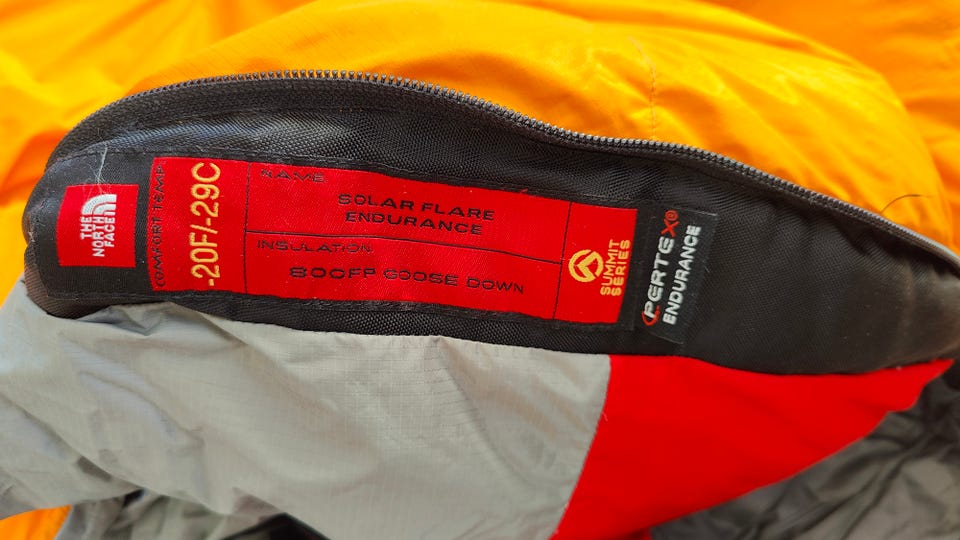 THE
NORTH
FACE
COMFORT TEMP
-20F/-29C
NAME
SOLAR FLARE
ENDURANCE
INSULATION
800FP GOOSE DOWN
SUMMIT
SERIES
PERTEX®
ENDURANCE